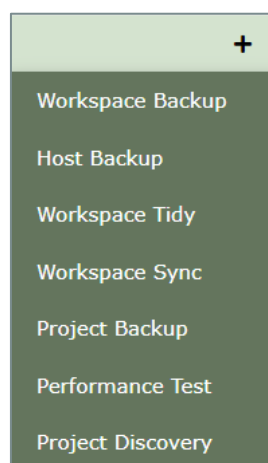 +
Workspace Backup
Host Backup
Workspace Tidy
Workspace Sync
Project Backup
Performance Test
Project Discovery